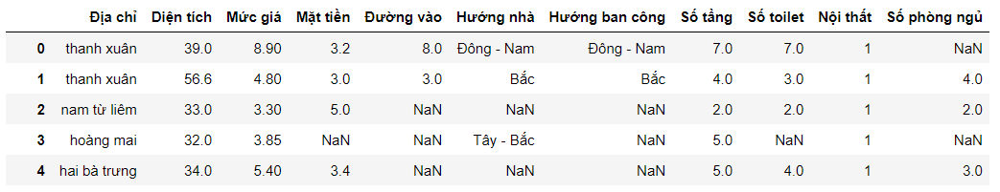 Địa chỉ Diện tích Mức giá Mặt tiền Đường vào Hướng nhà Hướng ban công Số tầng Số toilet Nội thất Số phòng ngủ
0 thanh xuân 39.0 8.90 3.2 8.0 Đông - Nam Đông - Nam 7.0 7.0 1 NaN
1 thanh xuân 56.6 4.80 3.0 3.0 Bắc Bắc 4.0 3.0 1 4.0
2 nam từ liêm 33.0 3.30 5.0 NaN NaN NaN 2.0 2.0 1 2.0
3 hoàng mai 32.0 3.85 NaN NaN Tây - Bắc NaN 5.0 NaN 1 NaN
4 hai bà trưng 34.0 5.40 3.4 NaN NaN NaN 5.0 4.0 1 3.0